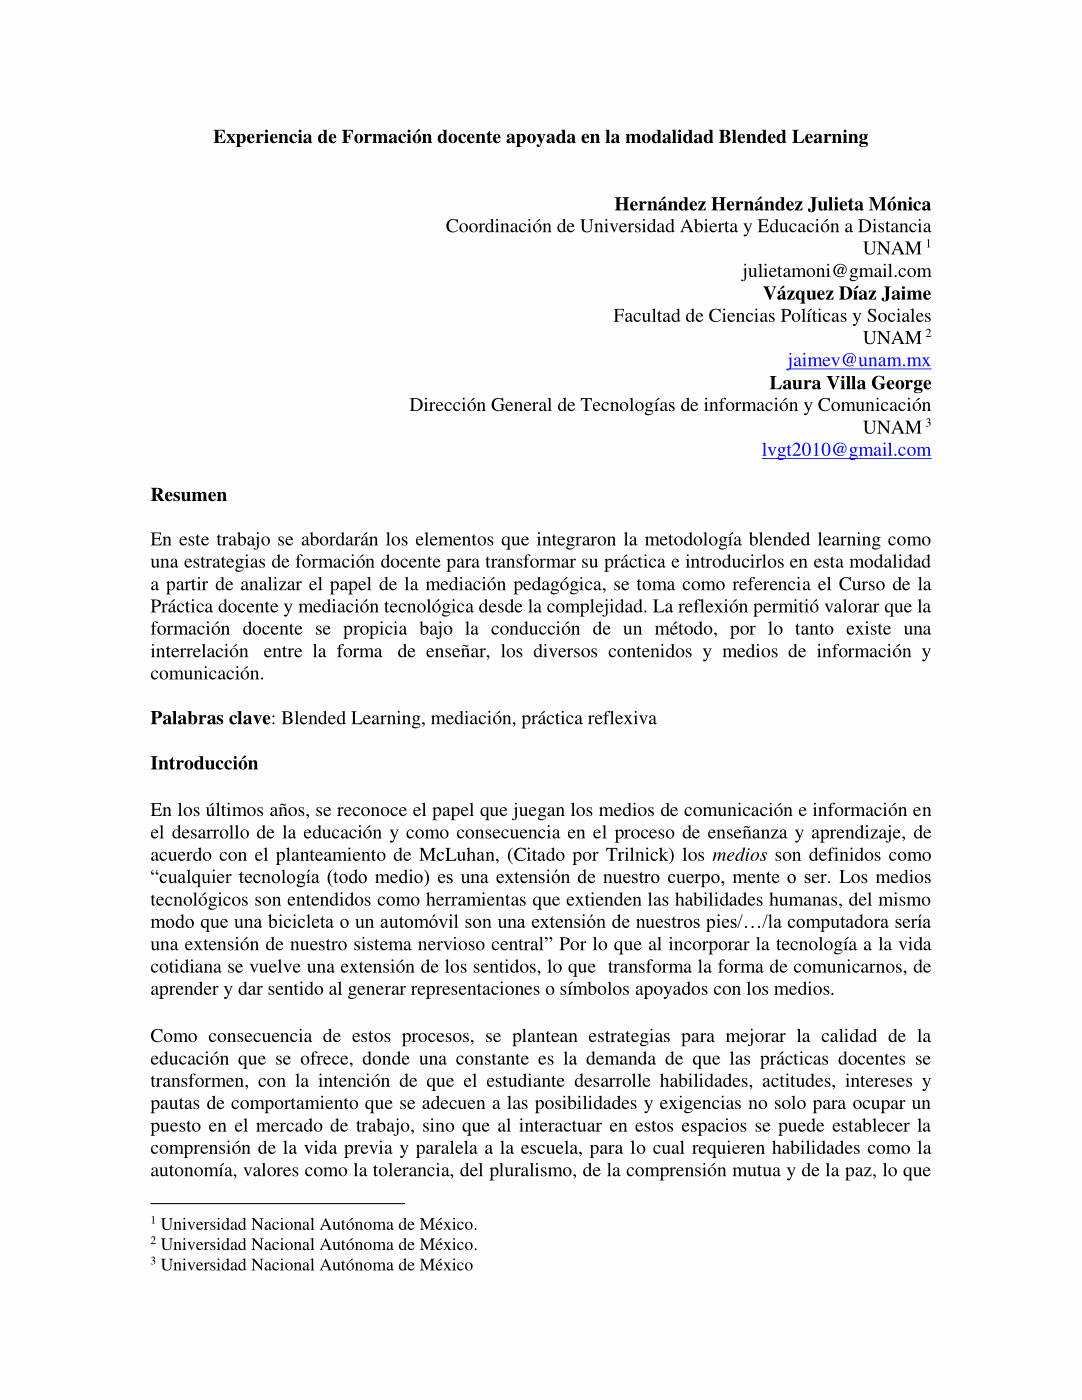 Experiencia de Formación docente apoyada en la modalidad Blended Learning
Hernández Hernández Julieta Mónica
Coordinación de Universidad Abierta y Educación a Distancia
UNAM 1
julietamoni@gmail.com
Vázquez Díaz Jaime
Facultad de Ciencias Políticas y Sociales
UNAM 2
jaimev@unam.mx
Laura Villa George
Dirección General de Tecnologías de información y Comunicación
UNAM 3
lvgt2010@gmail.com
Resumen
En este trabajo se abordarán los elementos que integraron la metodología blended learning como
una estrategias de formación docente para transformar su práctica e introducirlos en esta modalidad
a partir de analizar el papel de la mediación pedagógica, se toma como referencia el Curso de la
Práctica docente y mediación tecnológica desde la complejidad. La reflexión permitió valorar que la
formación docente se propicia bajo la conducción de un método, por lo tanto existe una
interrelación entre la forma de enseñar, los diversos contenidos y medios de información y
comunicación.
Palabras clave: Blended Learning, mediación, práctica reflexiva
Introducción
En los últimos años, se reconoce el papel que juegan los medios de comunicación e información en
el desarrollo de la educación y como consecuencia en el proceso de enseñanza y aprendizaje, de
acuerdo con el planteamiento de McLuhan, (Citado por Trilnick) los medios son definidos como
“cualquier tecnología (todo medio) es una extensión de nuestro cuerpo, mente o ser. Los medios
tecnológicos son entendidos como herramientas que extienden las habilidades humanas, del mismo
modo que una bicicleta o un automóvil son una extensión de nuestros pies/…/la computadora sería
una extensión de nuestro sistema nervioso central” Por lo que al incorporar la tecnología a la vida
cotidiana se vuelve una extensión de los sentidos, lo que transforma la forma de comunicarnos, de
aprender y dar sentido al generar representaciones o símbolos apoyados con los medios.
Como consecuencia de estos procesos, se plantean estrategias para mejorar la calidad de la
educación que se ofrece, donde una constante es la demanda de que las prácticas docentes se
transformen, con la intención de que el estudiante desarrolle habilidades, actitudes, intereses y
pautas de comportamiento que se adecuen a las posibilidades y exigencias no solo para ocupar un
puesto en el mercado de trabajo, sino que al interactuar en estos espacios se puede establecer la
comprensión de la vida previa y paralela a la escuela, para lo cual requieren habilidades como la
autonomía, valores como la tolerancia, del pluralismo, de la comprensión mutua y de la paz, lo que
1 Universidad Nacional Autónoma de México.
2 Universidad Nacional Autónoma de México.
3 Universidad Nacional Autónoma de México